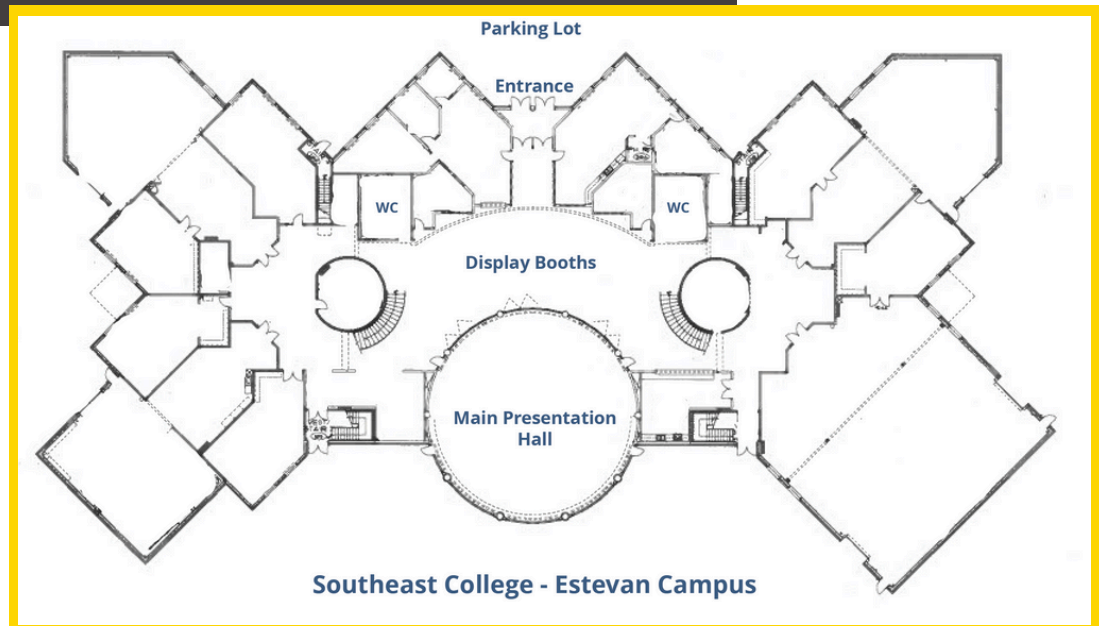 Parking Lot
Entrance
WC
WC
Display Booths
Main Presentation
Hall
Southeast College - Estevan Campus